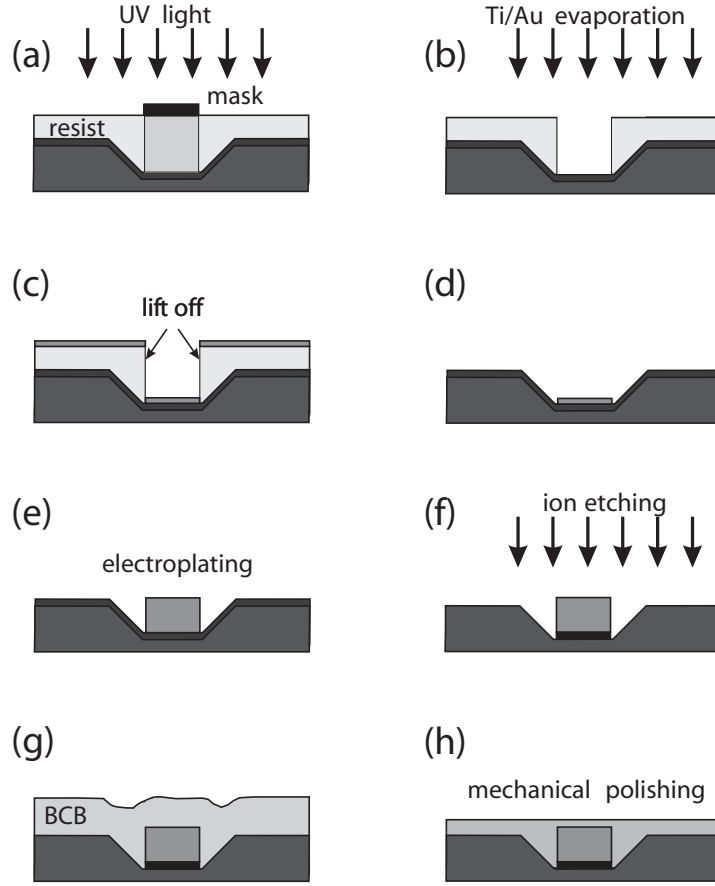 (a)
UV light
mask
resist
(b)
Ti/Au evaporation
(c)
lift off
(d)
(e)
electroplating
(f)
ion etching
(g)
BCB
(h)
mechanical polishing